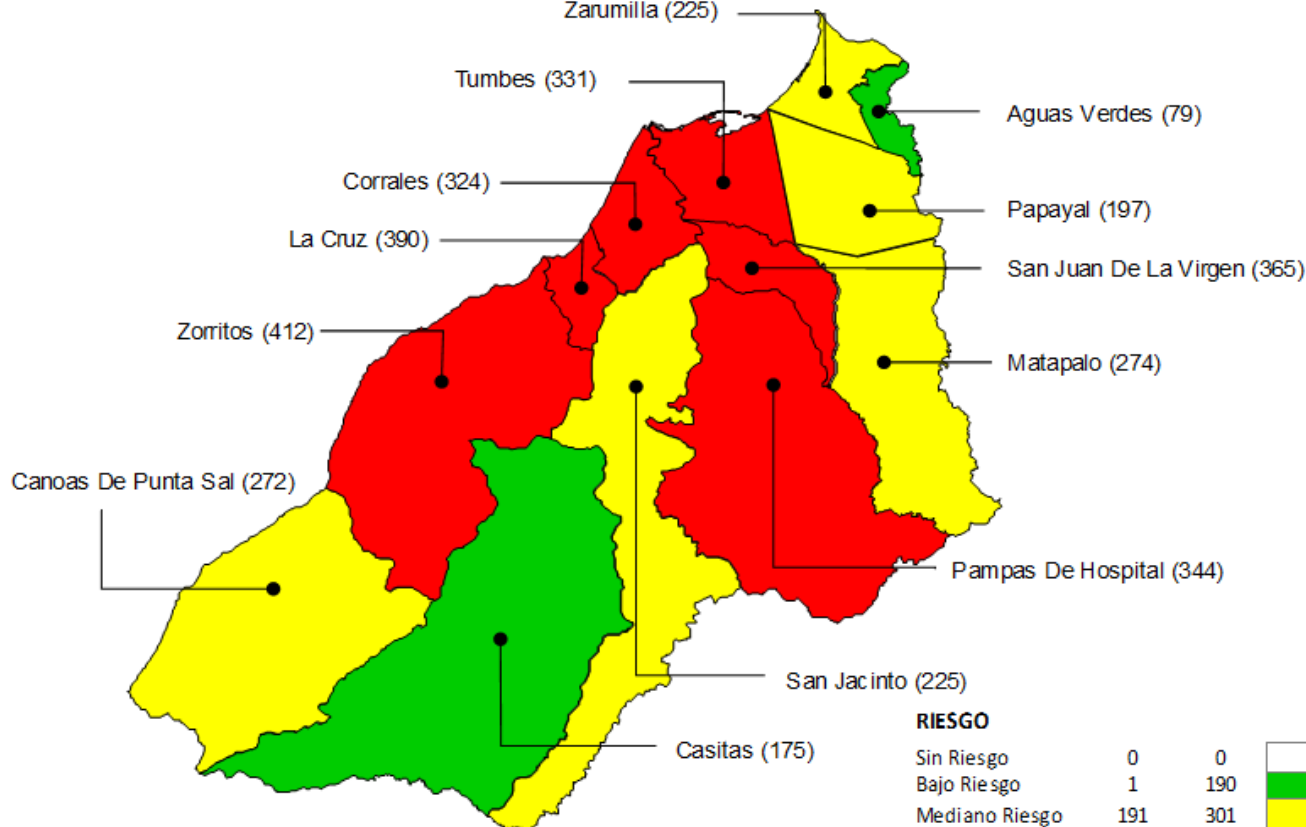 Zarumilla (225)
Tumbes (331)
Aguas Verdes (79)
Corrales (324)
Papayal (197)
La Cruz (390)
San Juan De La Virgen (365)
Zorritos (412)
Matapalo (274)
Canoas De Punta Sal (272)
Pampas De Hospital (344)
San Jacinto (225)
Casitas (175)
RIESGO
Sin Riesgo 0 0
Bajo Riesgo 1 190
Mediano Riesgo 191 301